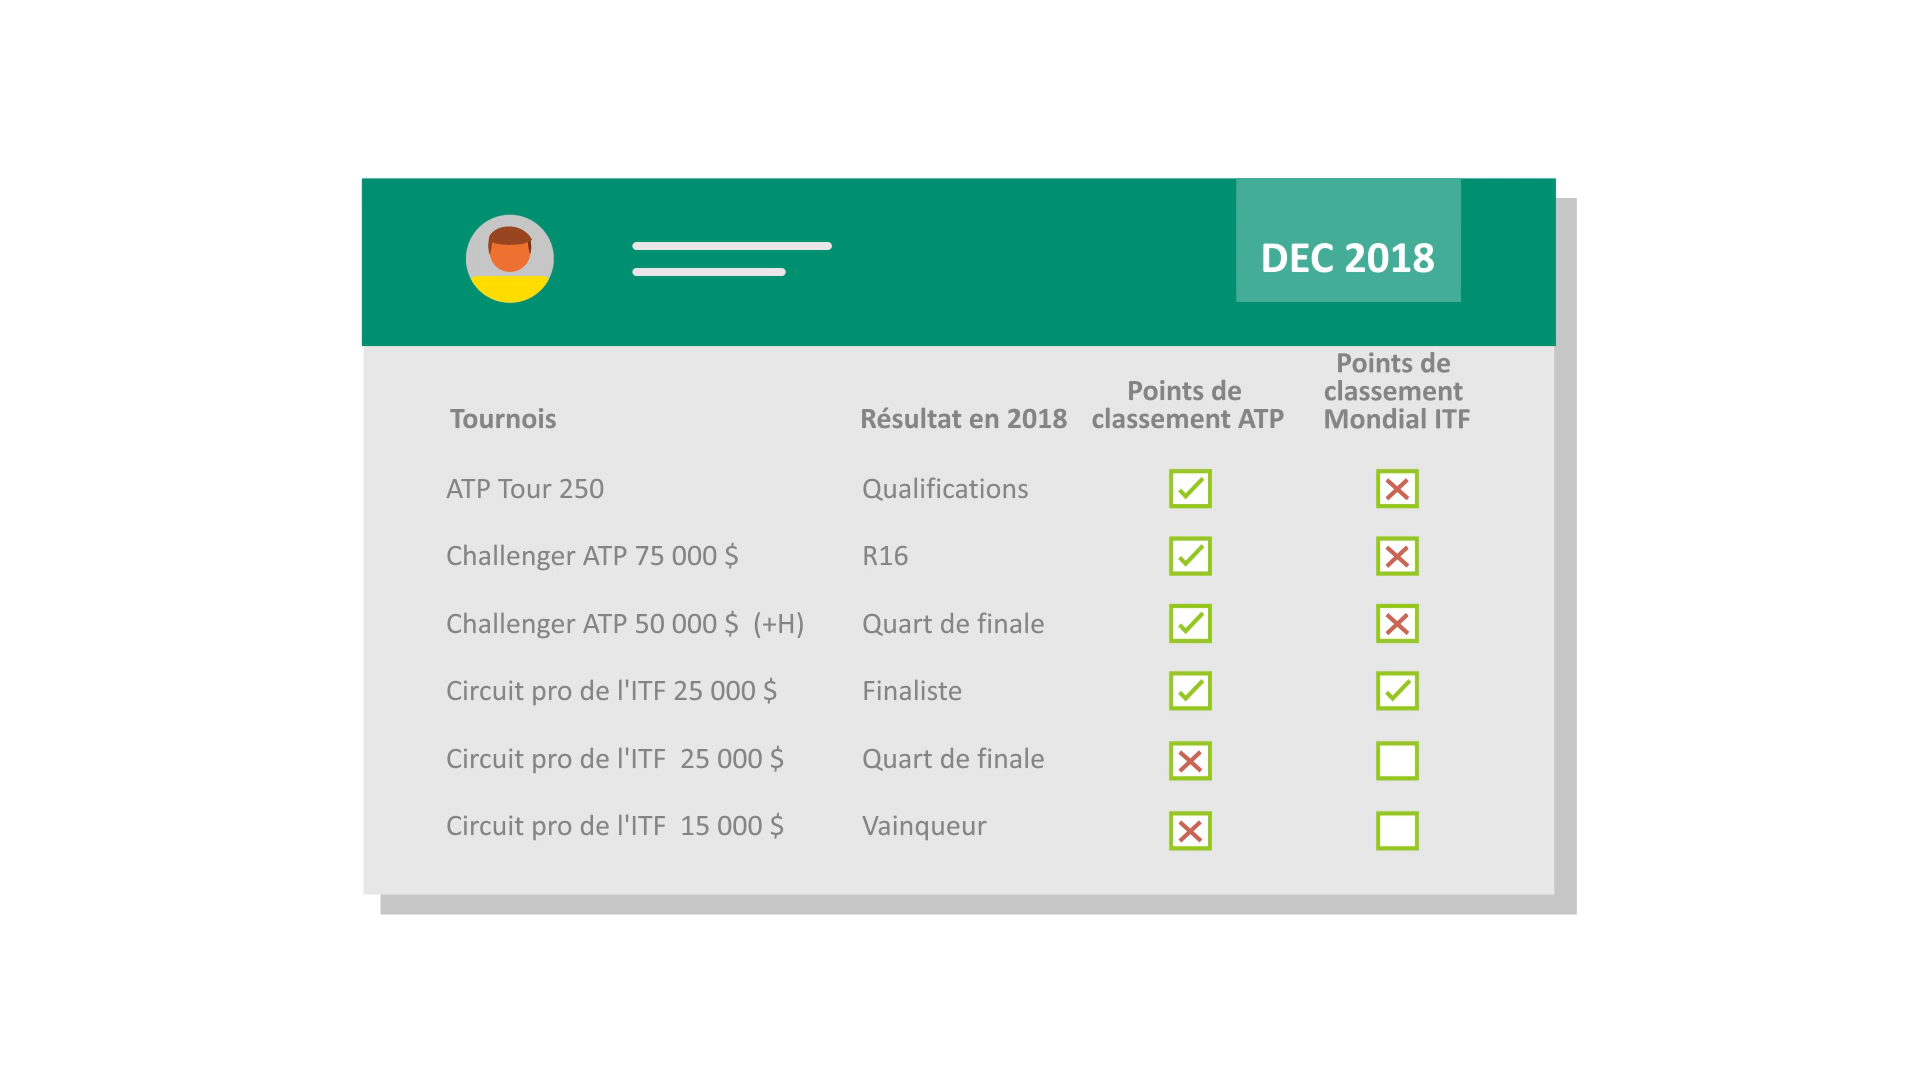 DEC 2018
Tournois Résultat en 2018 Points de classement ATP Points de classement Mondial ITF
ATP Tour 250 Qualifications
Challenger ATP 75 000 $ R16
Challenger ATP 50 000 $  (+H) Quart de finale
Circuit pro de l'ITF 25 000 $ Finaliste
Circuit pro de l'ITF  25 000 $ Quart de finale
Circuit pro de l'ITF  15 000 $ Vainqueur